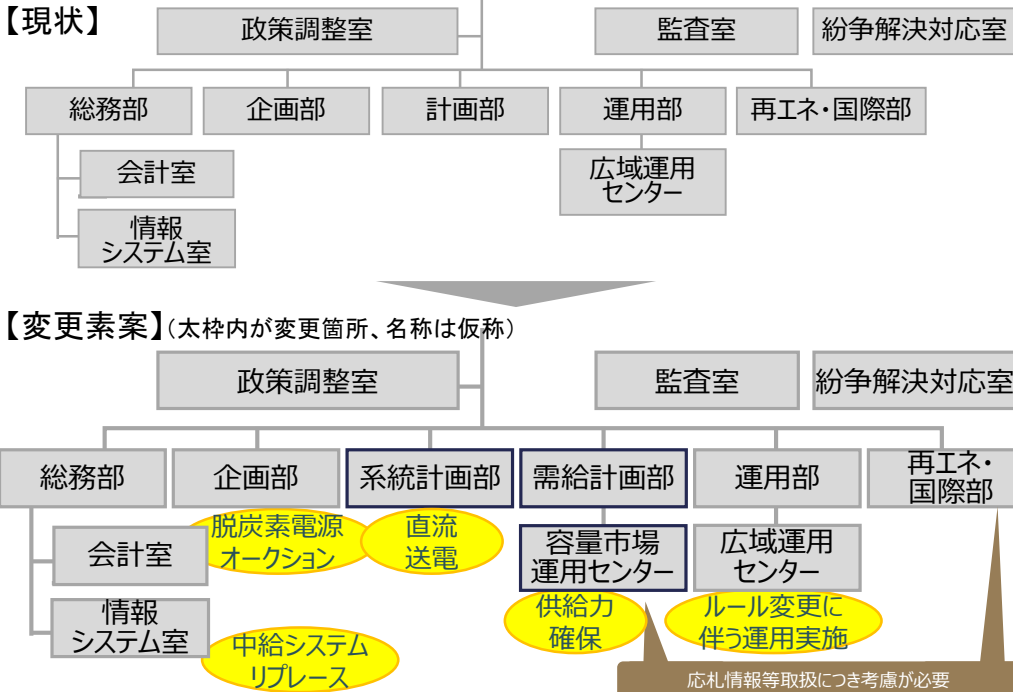 【現状】
政策調整室
監査室
紛争解決対応室
総務部
企画部
計画部
運用部
再エネ・国際部
会計室
広域運用
センター
情報
システム室
【変更素案】(太枠内が変更箇所、名称は仮称)
政策調整室
監査室
紛争解決対応室
総務部
企画部
系統計画部
需給計画部
運用部
再エネ・
国際部
脱炭素電源
オークション
直流
送電
会計室
容量市場
運用センター
広域運用
センター
情報
システム室
供給力
確保
ルール変更に
伴う運用実施
中給システム
リプレース
応札情報等取扱につき考慮が必要